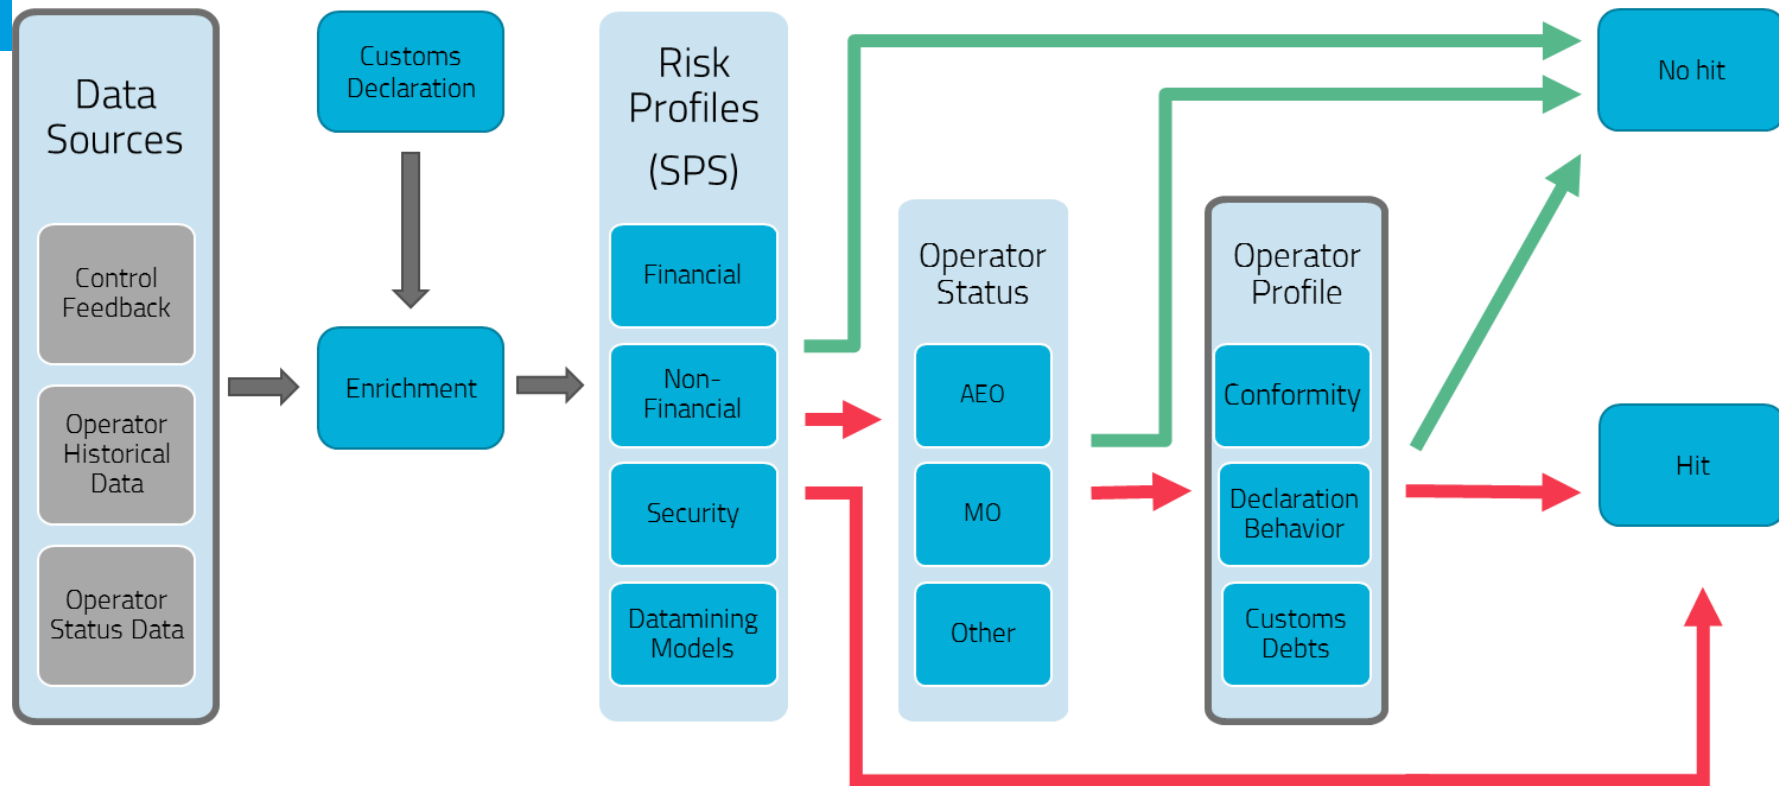 Data
Sources
Control
Feedback
Operator
Historical
Data
Operator
Status Data
Customs
Declaration
Enrichment
Risk
Profiles
(SPS)
Financial
Non-
Financial
Security
Datamining
Models
Operator
Status
AEO
MO
Other
Operator
Profile
Conformity
Declaration
Behavior
Customs
Debts
No hit
Hit